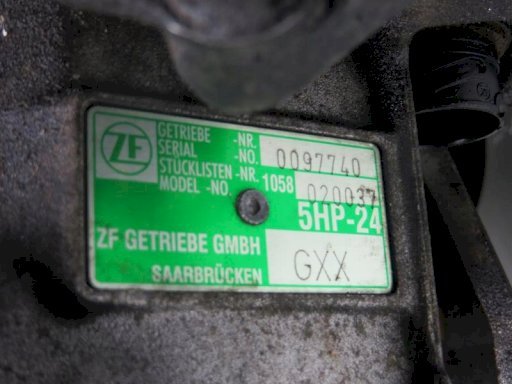 ZF
GETRIEBE -NR.
SERIAL -NO. 0097740
STÜCKLISTEN -NR. 1058
MODEL -NO. 020037
5HP-24
ZF GETRIEBE GMBH
SAARBRÜCKEN GXX